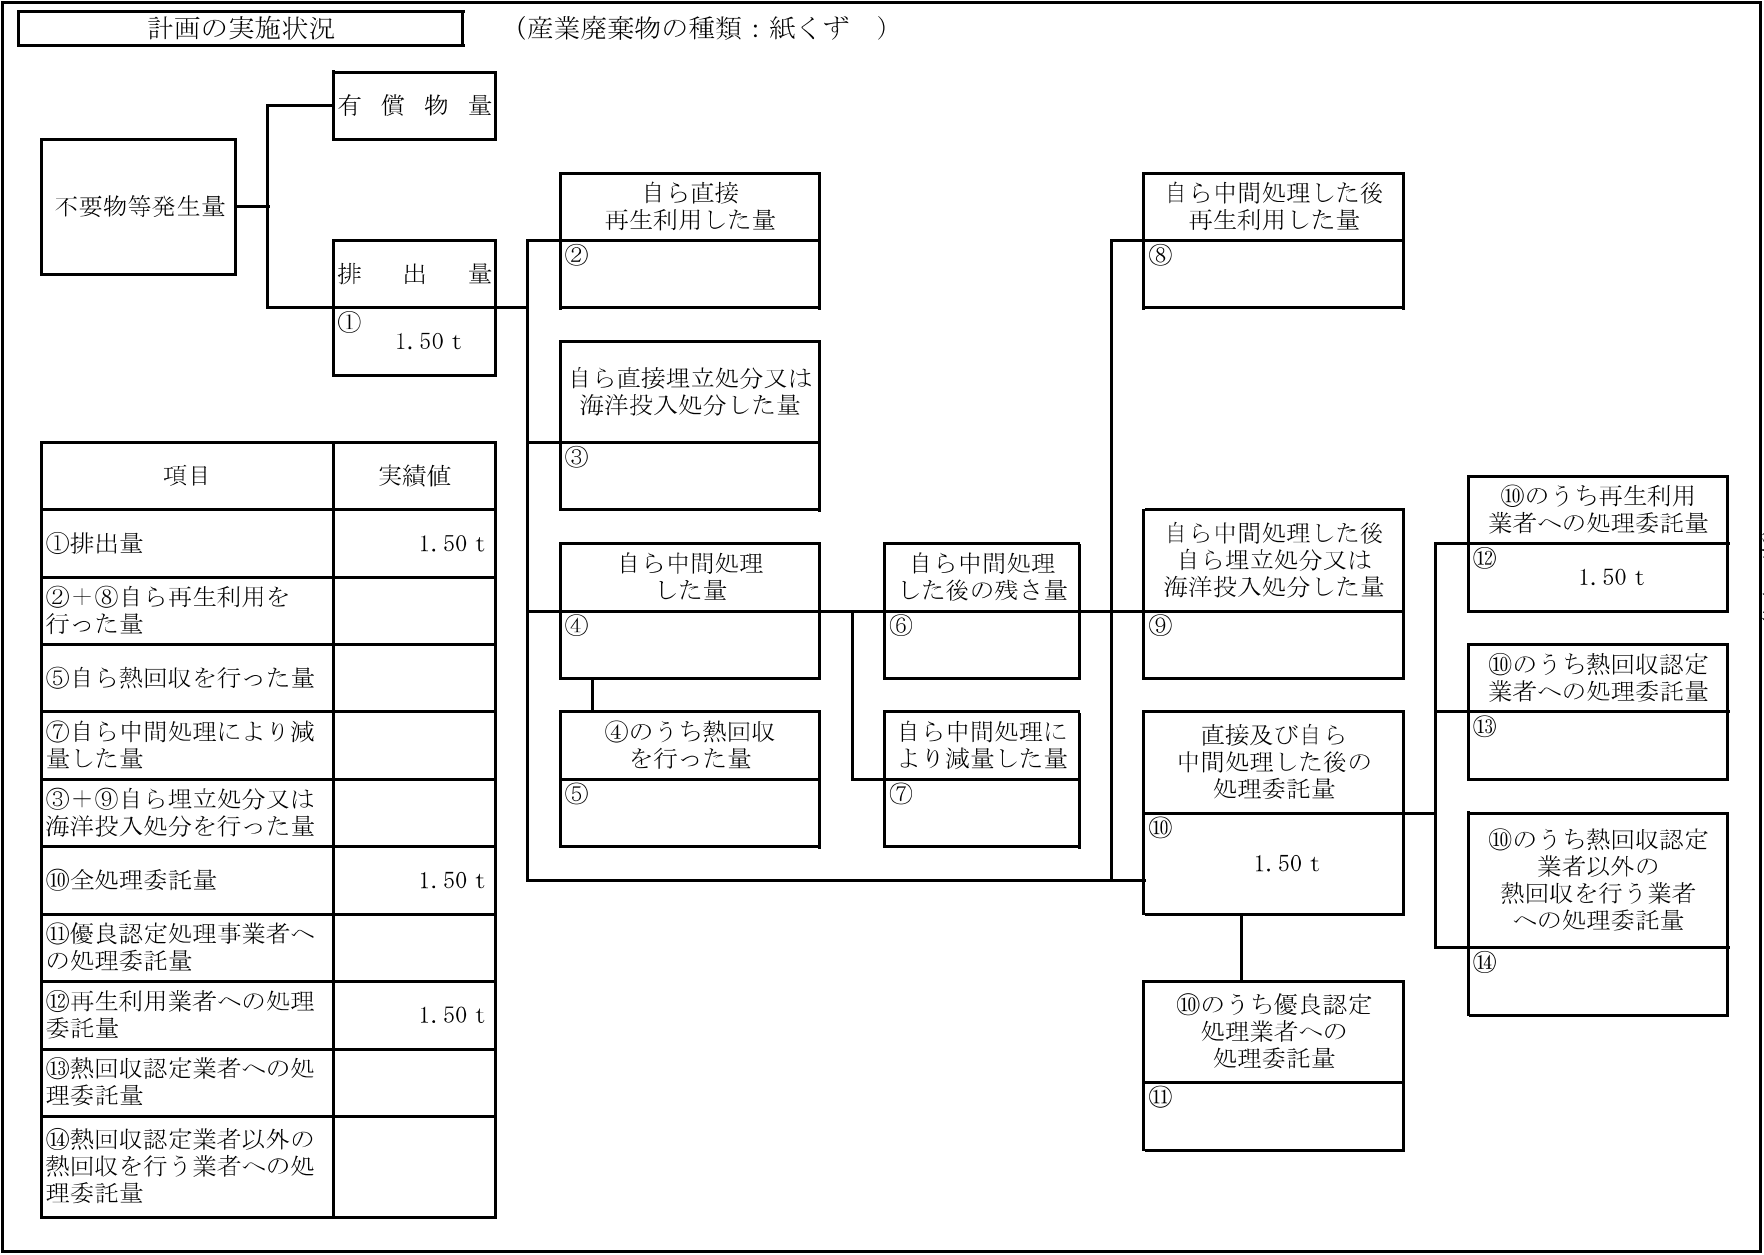 計画の実施状況
（産業廃棄物の種類：紙くず　）
有償物量
不要物等発生量
排出量
①
1.50 t
自ら直接
再生利用した量
②
自ら直接埋立処分又は
海洋投入処分した量
③
自ら中間処理
した量
④
④のうち熱回収
を行った量
⑤
自ら中間処理
した後の残さ量
⑥
自ら中間処理に
より減量した量
⑦
自ら中間処理した後
再生利用した量
⑧
自ら中間処理した後
自ら埋立処分又は
海洋投入処分した量
⑨
直接及び自ら
中間処理した後の
処理委託量
⑩
1.50 t
⑩のうち優良認定
処理業者への
処理委託量
⑪
⑩のうち再生利用
業者への処理委託量
⑫
1.50 t
⑩のうち熱回収認定
業者への処理委託量
⑬
⑩のうち熱回収認定
業者以外の
熱回収を行う業者
への処理委託量
⑭
項目　実績値
①排出量　1.50 t
②＋⑧自ら再生利用を
行った量
⑤自ら熱回収を行った量
⑦自ら中間処理により減
量した量
③＋⑨自ら埋立処分又は
海洋投入処分を行った量
⑩全処理委託量　1.50 t
⑪優良認定処理事業者へ
の処理委託量
⑫再生利用業者への処理
委託量　1.50 t
⑬熱回収認定業者への処
理委託量
⑭熱回収認定業者以外の
熱回収を行う業者への処
理委託量